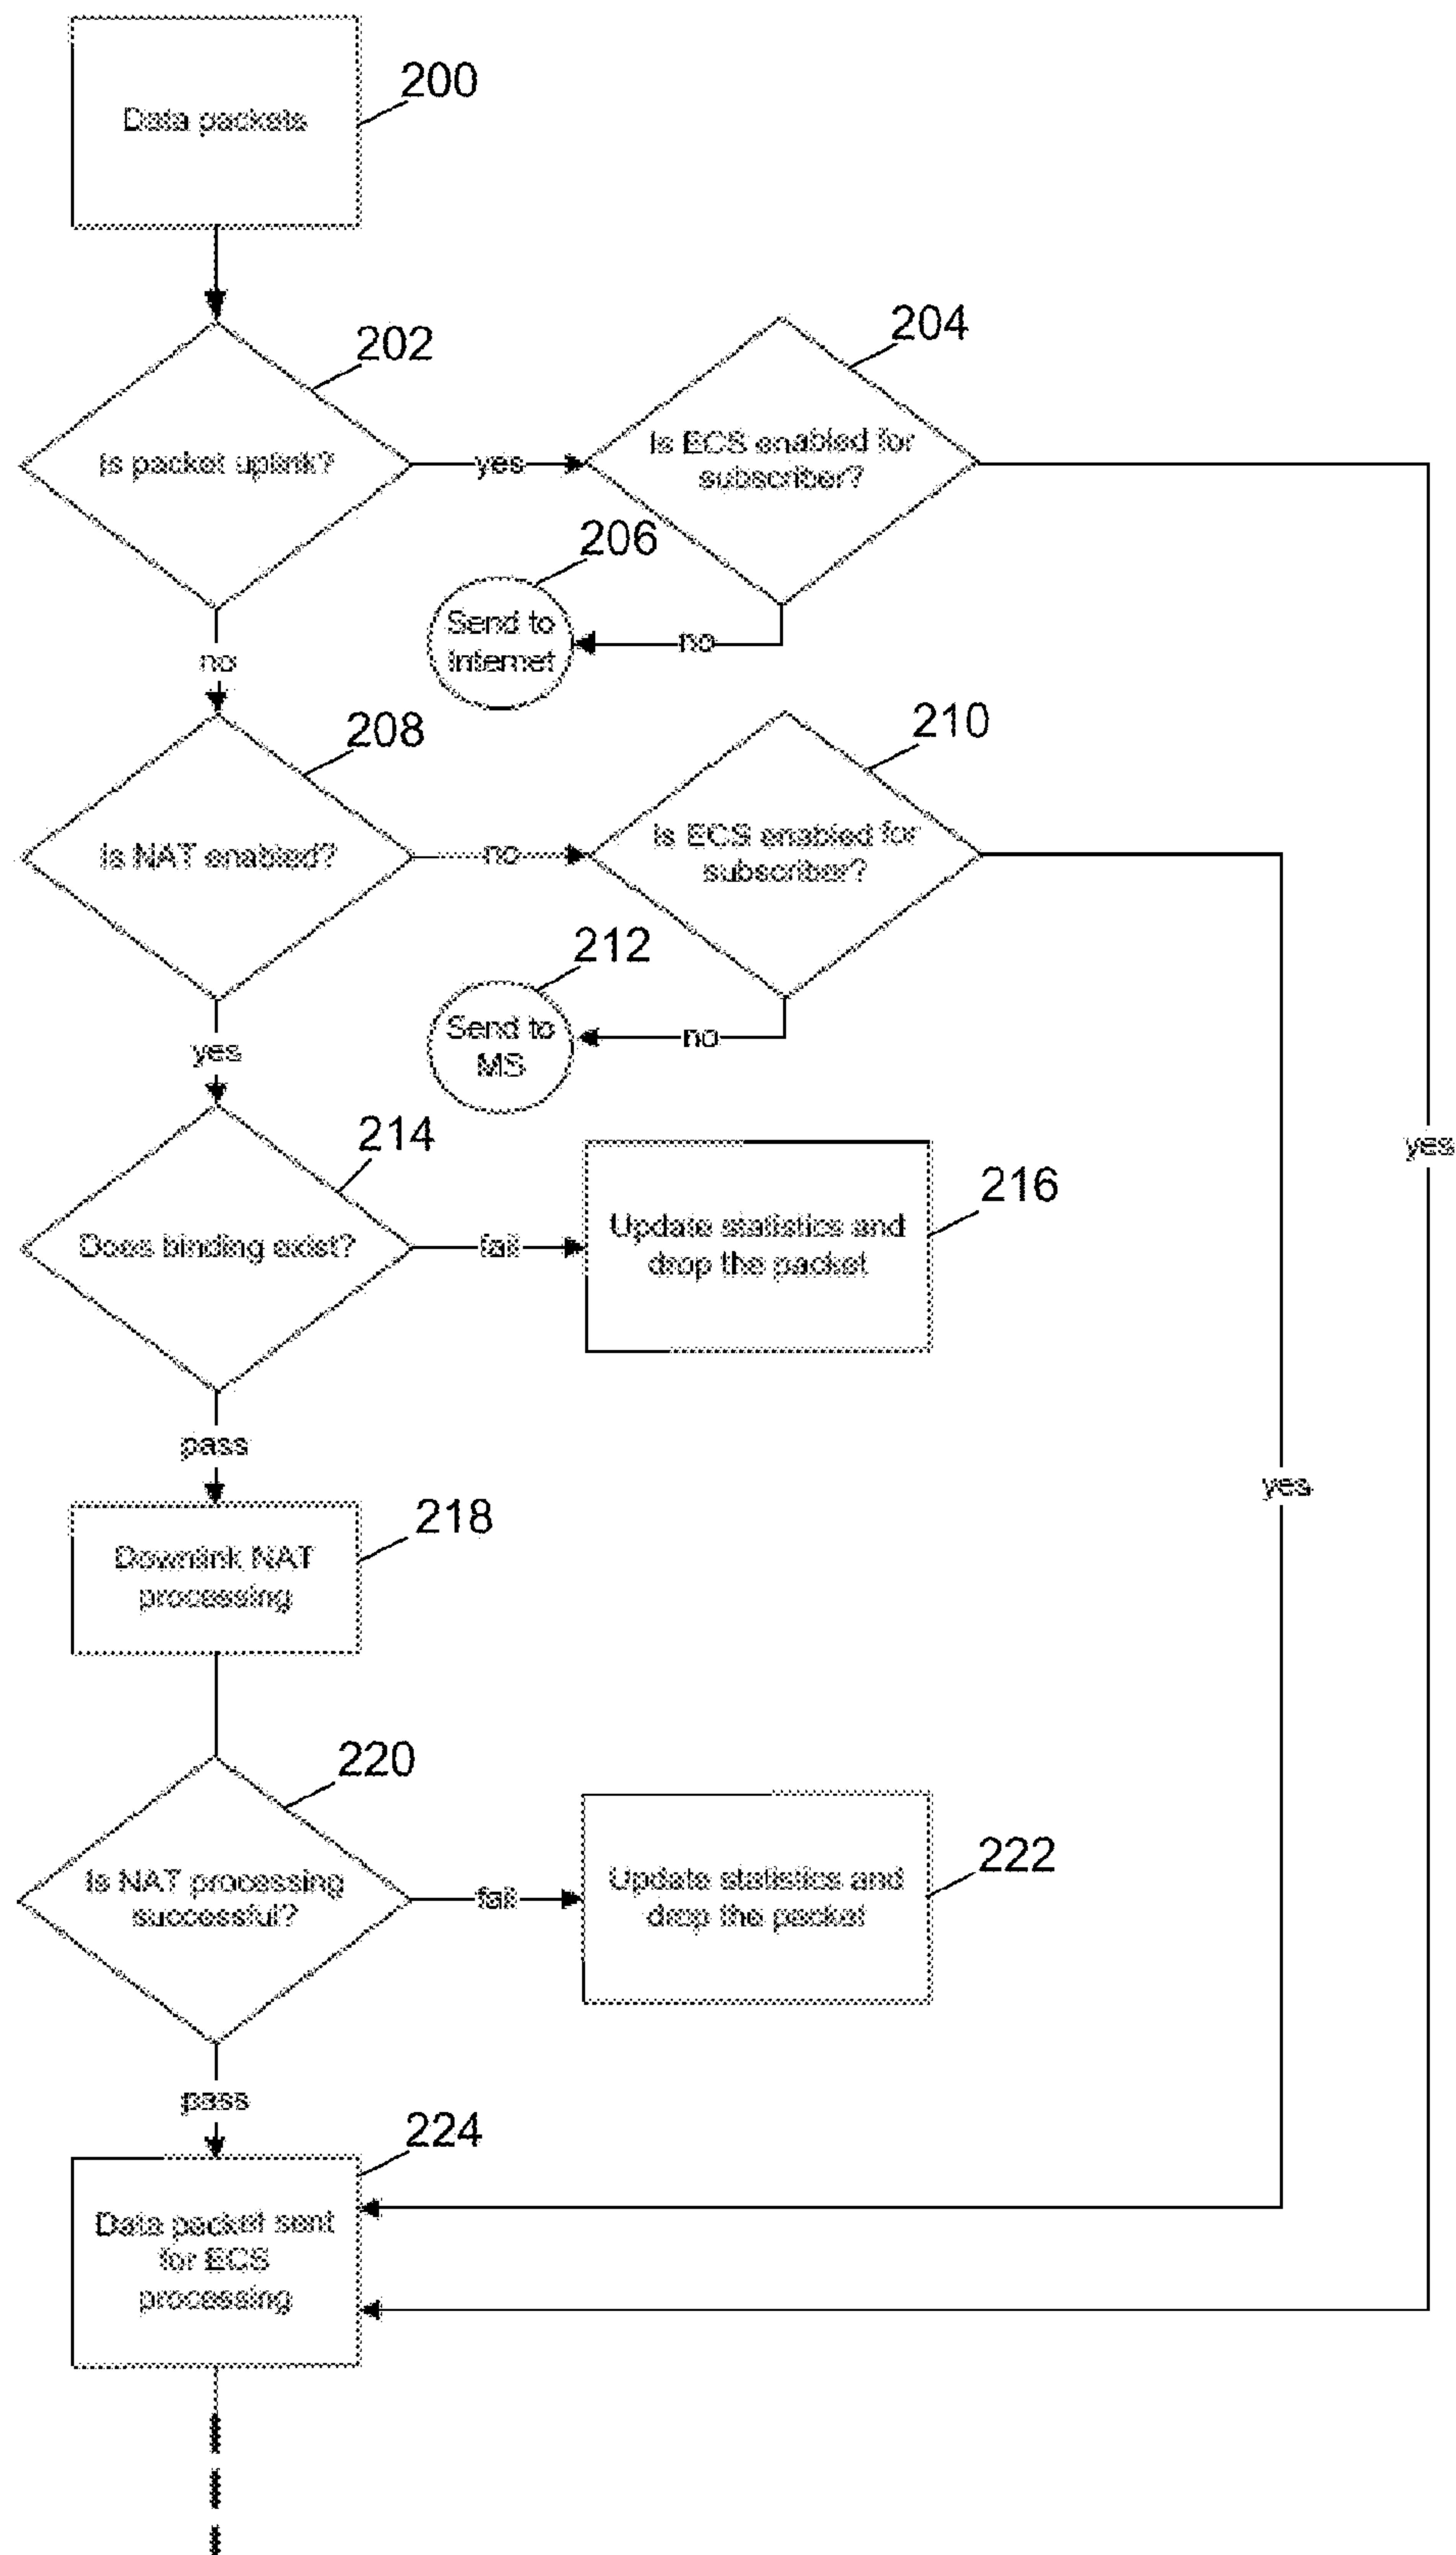 200
Data packets
202
204
Is packet uplink?
yes
Is ECS enabled for
subscriber?
206
Send to
Internet
no
no
208
210
Is NAT enabled?
no
Is ECS enabled for
subscriber?
212
Send to
MS
no
yes
214
yes
216
Does binding exist?
fail
Update statistics and
drop the packet
pass
yes
218
Downlink NAT
processing
220
222
Is NAT processing
successful?
fail
Update statistics and
drop the packet
pass
224
Data packet sent
for ECS
processing